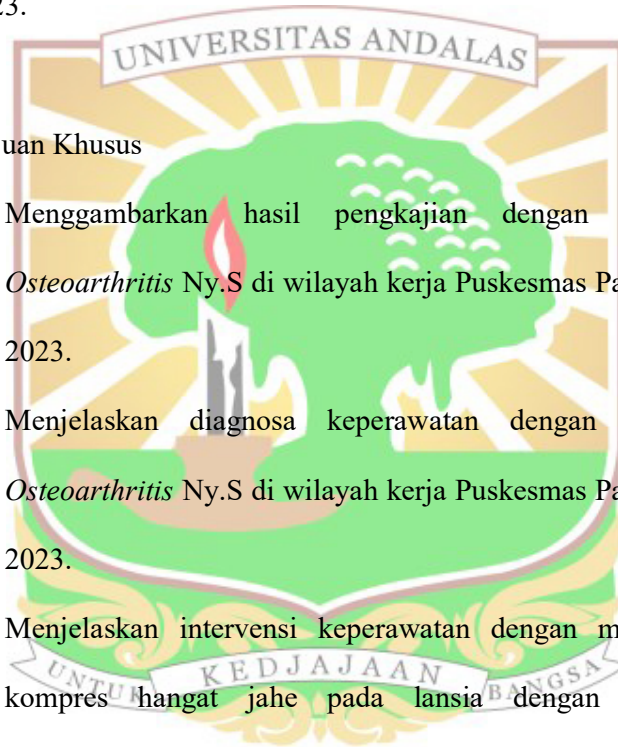 23.
UNIVERSITAS ANDALAS
uan Khusus
Menggambarkan hasil pengkajian dengan
Osteoarthritis Ny.S di wilayah kerja Puskesmas Pa
2023.
Menjelaskan diagnosa keperawatan dengan
Osteoarthritis Ny.S di wilayah kerja Puskesmas Pa
2023.
Menjelaskan intervensi keperawatan dengan m
UNTUK KEDJAJAAN BANGSA
kompres hangat jahe pada lansia dengan